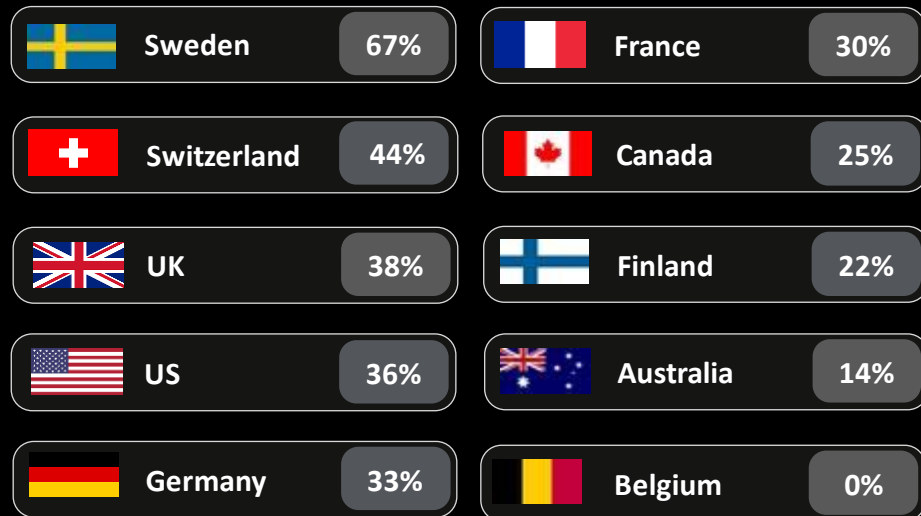 Sweden 67%
Switzerland 44%
UK 38%
US 36%
Germany 33%
France 30%
Canada 25%
Finland 22%
Australia 14%
Belgium 0%